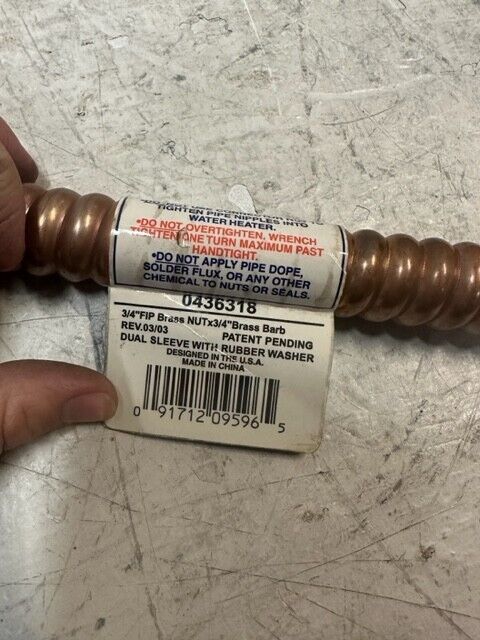 TIGHTEN PIPE NIPPLES INTO
WATER HEATER.
•DO NOT OVERTIGHTEN. WRENCH
TIGHTEN ONE TURN MAXIMUM PAST
HANDTIGHT.
•DO NOT APPLY PIPE DOPE,
SOLDER FLUX, OR ANY OTHER
CHEMICAL TO NUTS OR SEALS.
0436318
3/4"FIP Brass NUTx3/4"Brass Barb
REV.03/03 PATENT PENDING
DUAL SLEEVE WITH RUBBER WASHER
DESIGNED IN THE U.S.A.
MADE IN CHINA
0 91712 09596 5